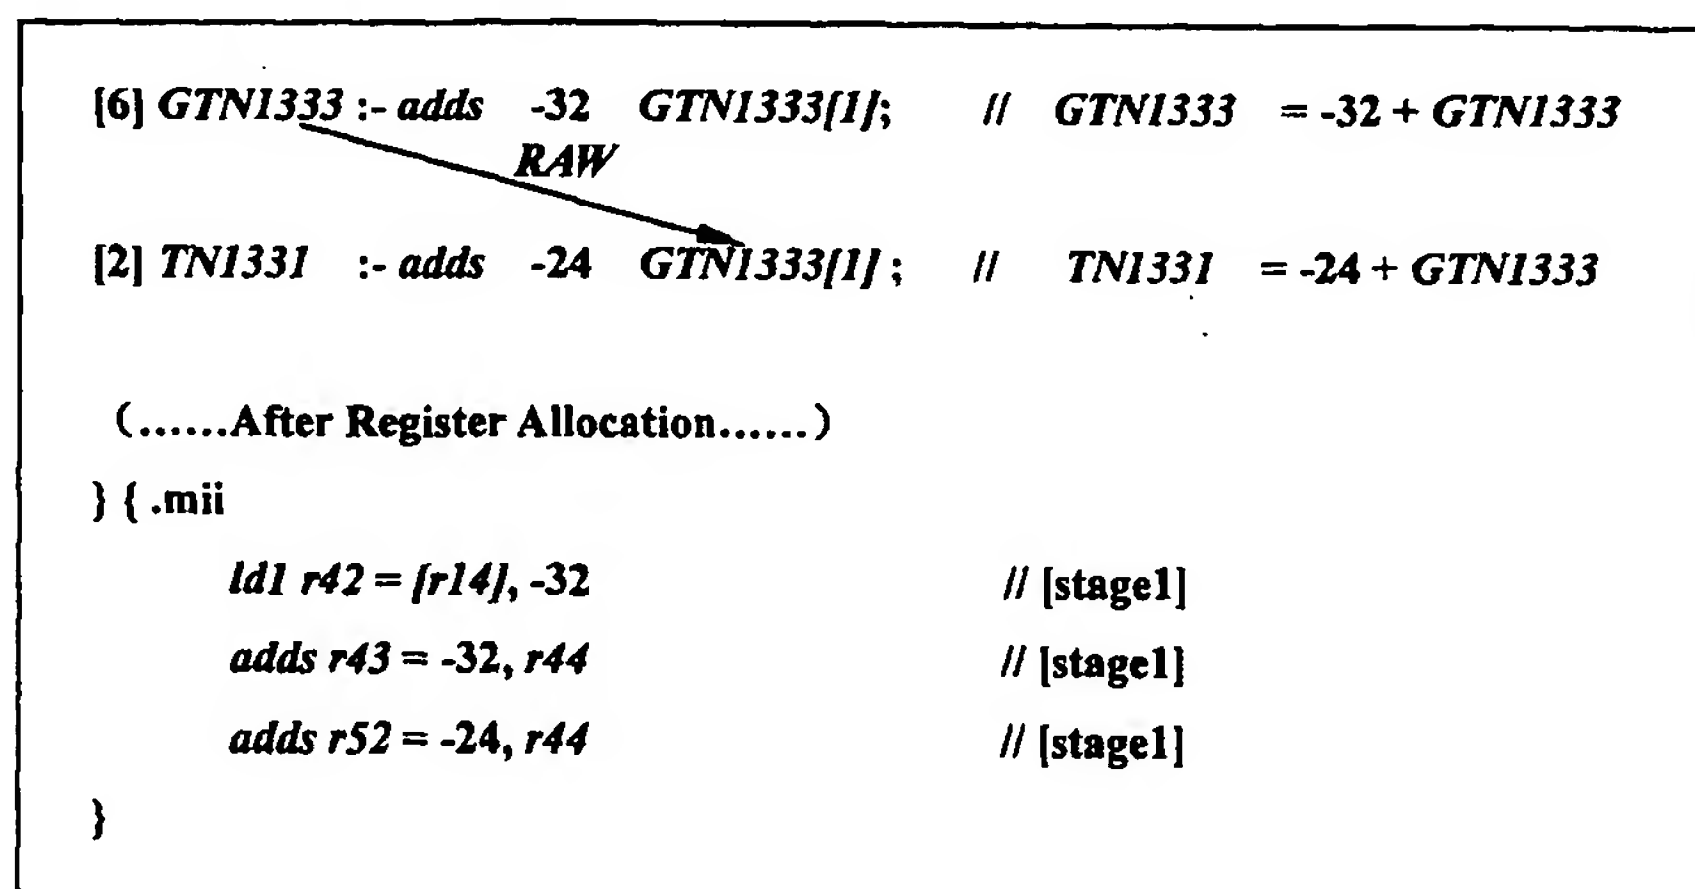 [6] GTN1333 :- adds -32 GTN1333[1]; // GTN1333 = -32 + GTN1333
RAW
[2] TN1331 :- adds -24 GTN1333[1] ; // TN1331 = -24 + GTN1333
(……After Register Allocation……)
} { .mii
ld1 r42 = [r14], -32 // [stage1]
adds r43 = -32, r44 // [stage1]
adds r52 = -24, r44 // [stage1]
}